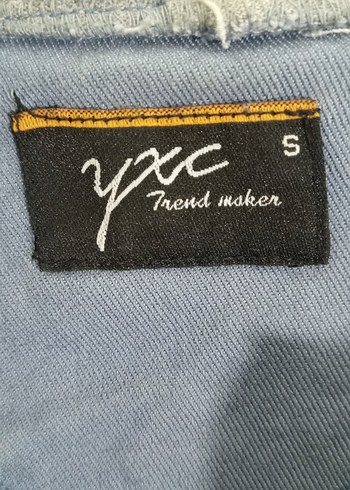 yxc S
Trend maker